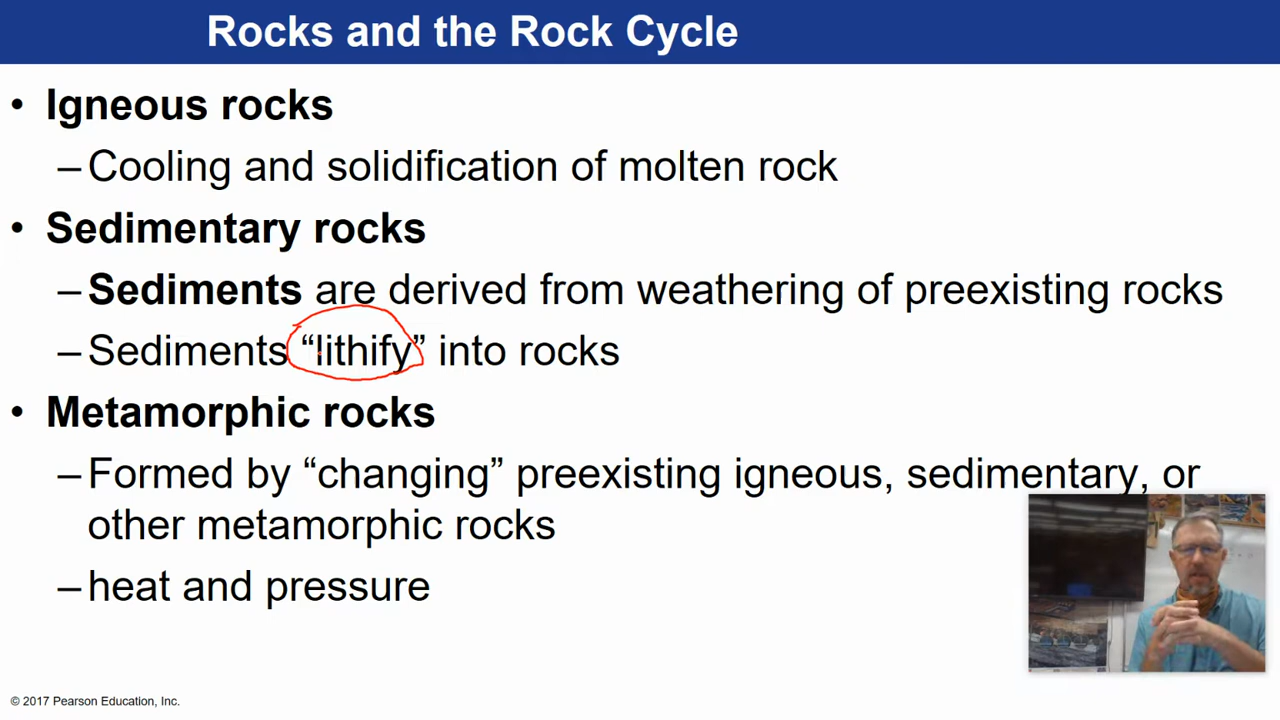 Rocks and the Rock Cycle
• Igneous rocks
–Cooling and solidification of molten rock
• Sedimentary rocks
–Sediments are derived from weathering of preexisting rocks
–Sediments “lithify” into rocks
• Metamorphic rocks
–Formed by “changing” preexisting igneous, sedimentary, or
other metamorphic rocks
–heat and pressure
© 2017 Pearson Education, Inc.